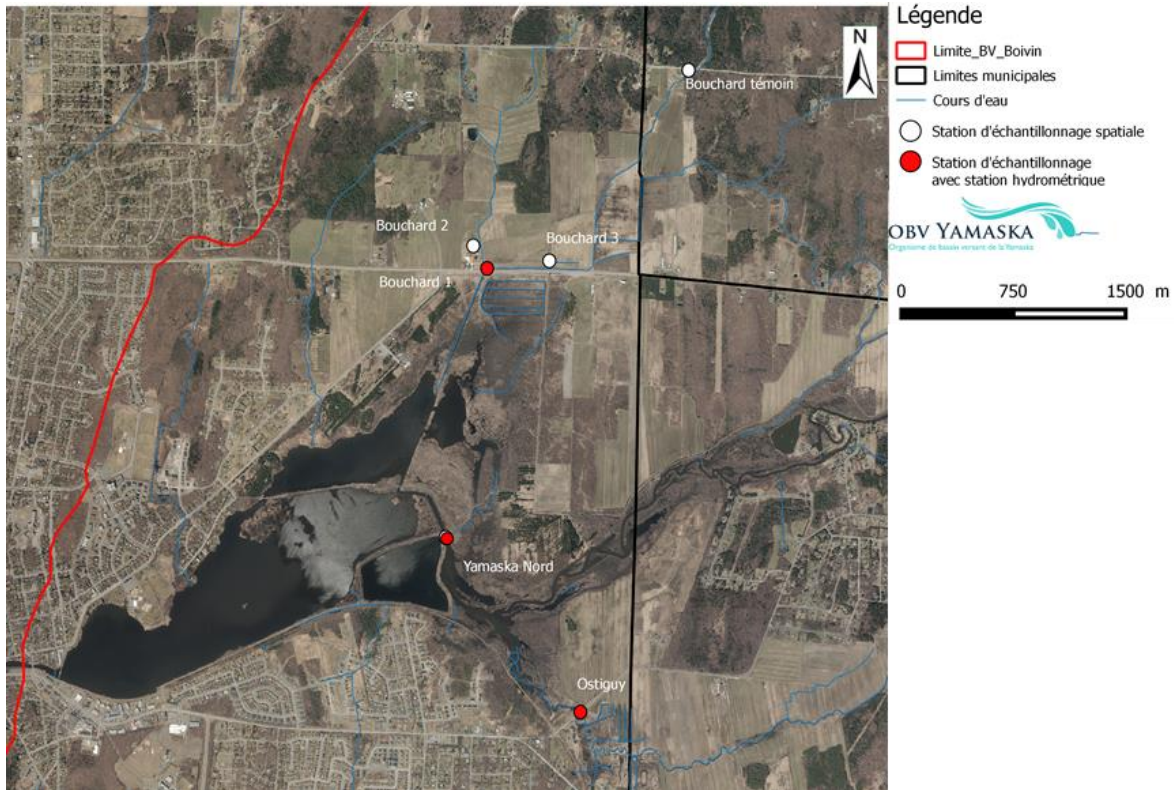 Légende
Limite_BV_Boivin
Limites municipales
Cours d'eau
Station d'échantillonnage spatiale
Station d'échantillonnage
avec station hydrométrique
OBV YAMASKA
Organisme de bassin versant de la Yamaska
0 750 1500 m
N
Bouchard témoin
Bouchard 2
Bouchard 3
Bouchard 1
Yamaska Nord
Ostiguy